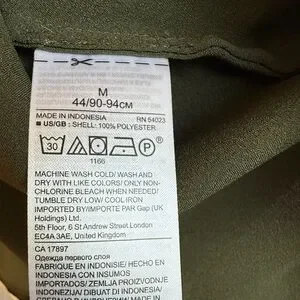 M
44/90-94см
MADE IN INDONESIA RN 54023
■ US/GB : SHELL: 100% POLYESTER
30 P
1166
MACHINE WASH COLD/ WASH AND
DRY WITH LIKE COLORS/ ONLY NON-
CHLORINE BLEACH WHEN NEEDED/
TUMBLE DRY LOW/ COOL IRON
IMPORTED BY/IMPORTE PAR Gap (UK
Holdings) Ltd.
5th Floor, 6 St Andrew Street London
EC4A 3AE, United Kingdom
CA 17897
Одежда первого слоя
FABRIQUE EN INDONESIE/ HECHO EN
INDONESIA CON INSUMOS
IMPORTADOS/ PRODUZIDO NA
INDONEZIJA/ DIBUAT DI INDONESIA/